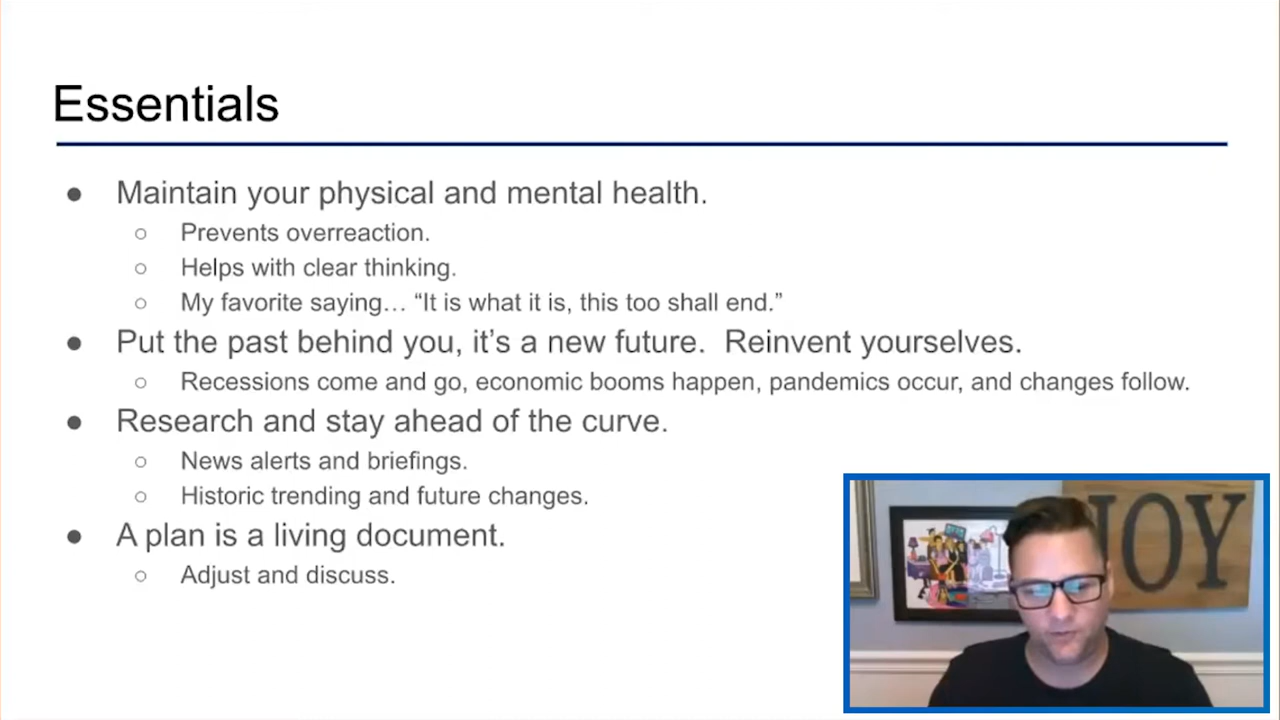 Essentials
● Maintain your physical and mental health.
○ Prevents overreaction.
○ Helps with clear thinking.
○ My favorite saying… “It is what it is, this too shall end.”
● Put the past behind you, it’s a new future.  Reinvent yourselves.
○ Recessions come and go, economic booms happen, pandemics occur, and changes follow.
● Research and stay ahead of the curve.
○ News alerts and briefings.
○ Historic trending and future changes.
● A plan is a living document.
○ Adjust and discuss.
JOY